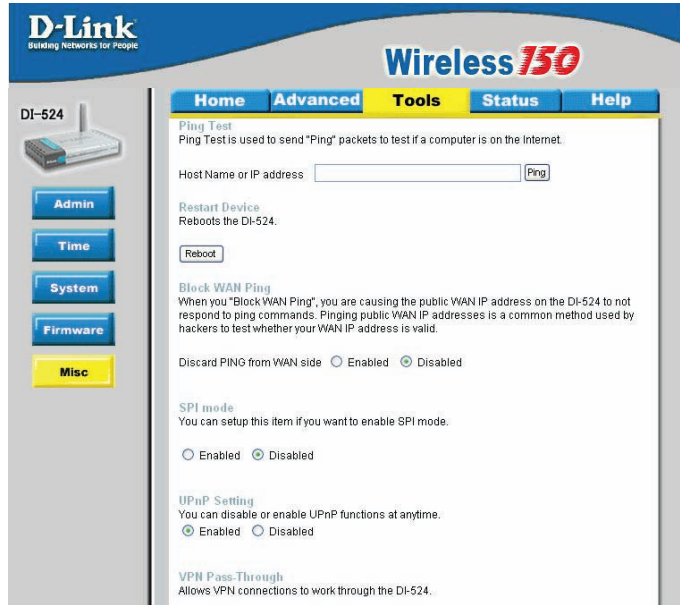 D-Link
Building Networks for People
Wireless 150
DI-524
Home Advanced Tools Status Help
Admin
Time
System
Firmware
Misc
Ping Test
Ping Test is used to send "Ping" packets to test if a computer is on the Internet.
Host Name or IP address Ping
Restart Device
Reboots the DI-524.
Reboot
Block WAN Ping
When you "Block WAN Ping", you are causing the public WAN IP address on the DI-524 to not
respond to ping commands. Pinging public WAN IP addresses is a common method used by
hackers to test whether your WAN IP address is valid.
Discard PING from WAN side Enabled Disabled
SPI mode
You can setup this item if you want to enable SPI mode.
Enabled Disabled
UPnP Setting
You can disable or enable UPnP functions at anytime.
Enabled Disabled
VPN Pass-Through
Allows VPN connections to work through the DI-524.